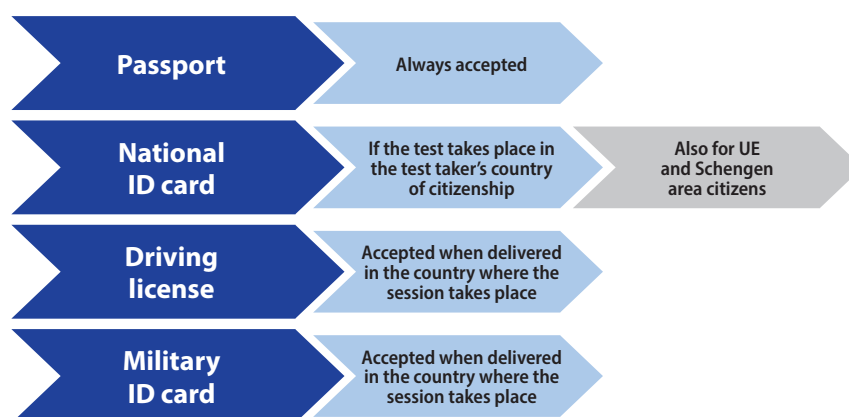 Passport
Always accepted
National
ID card
If the test takes place in
the test taker's country
of citizenship
Also for UE
and Schengen
area citizens
Driving
license
Accepted when delivered
in the country where the
session takes place
Military
ID card
Accepted when delivered
in the country where the
session takes place